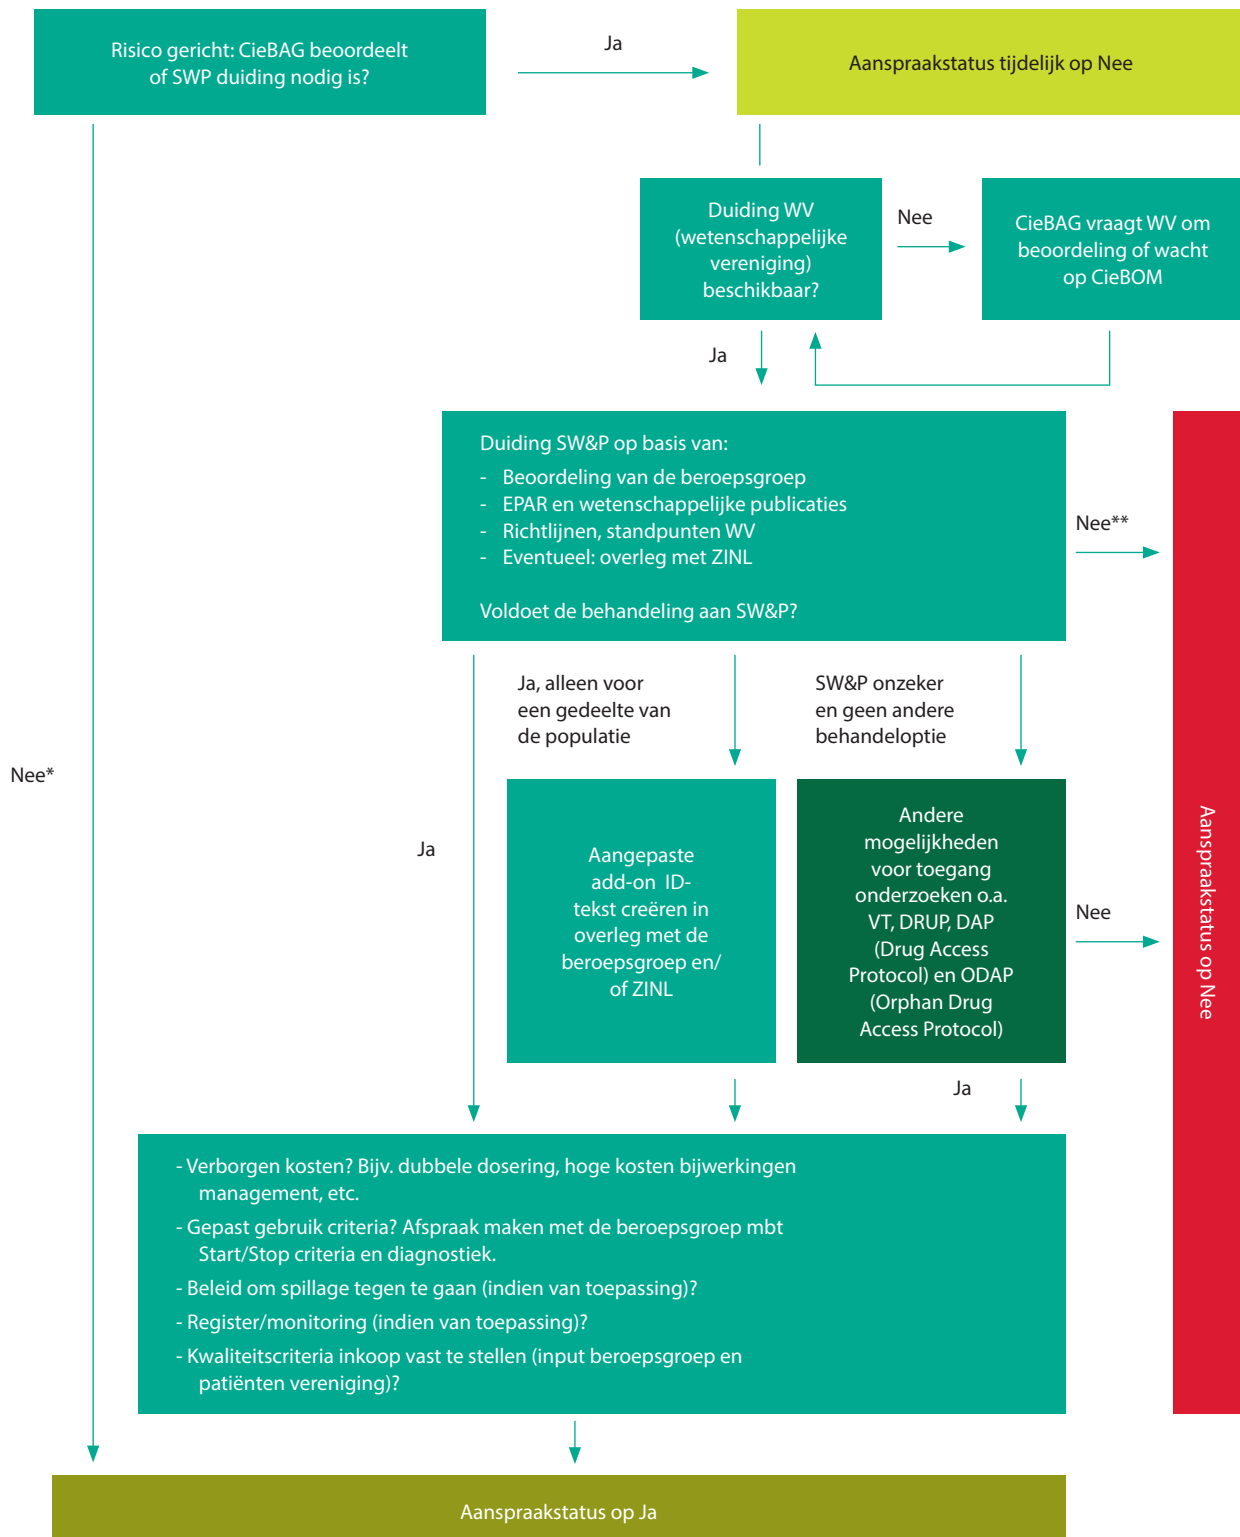 Risico gericht: CieBAG beoordeelt
of SWP duiding nodig is?
Ja
Aanspraakstatus tijdelijk op Nee
Duiding WV
(wetenschappelijke
vereniging)
beschikbaar?
Nee
CieBAG vraagt WV om
beoordeling of wacht
op CieBOM
Ja
Duiding SW&P op basis van:
- Beoordeling van de beroepsgroep
- EPAR en wetenschappelijke publicaties
- Richtlijnen, standpunten WV
- Eventueel: overleg met ZINL
Voldoet de behandeling aan SW&P?
Nee**
Ja, alleen voor
een gedeelte van
de populatie
SW&P onzeker
en geen andere
behandeloptie
Nee*
Ja
Aangepaste
add-on ID-
tekst creëren in
overleg met de
beroepsgroep en/
of ZINL
Andere
mogelijkheden
voor toegang
onderzoeken o.a.
VT, DRUP, DAP
(Drug Access
Protocol) en ODAP
(Orphan Drug
Access Protocol)
Nee
Aanspraakstatus op Nee
Ja
- Verborgen kosten? Bijv. dubbele dosering, hoge kosten bijwerkingen
management, etc.
- Gepast gebruik criteria? Afspraak maken met de beroepsgroep mbt
Start/Stop criteria en diagnostiek.
- Beleid om spillage tegen te gaan (indien van toepassing)?
- Register/monitoring (indien van toepassing)?
- Kwaliteitscriteria inkoop vast te stellen (input beroepsgroep en
patiënten vereniging)?
Aanspraakstatus op Ja